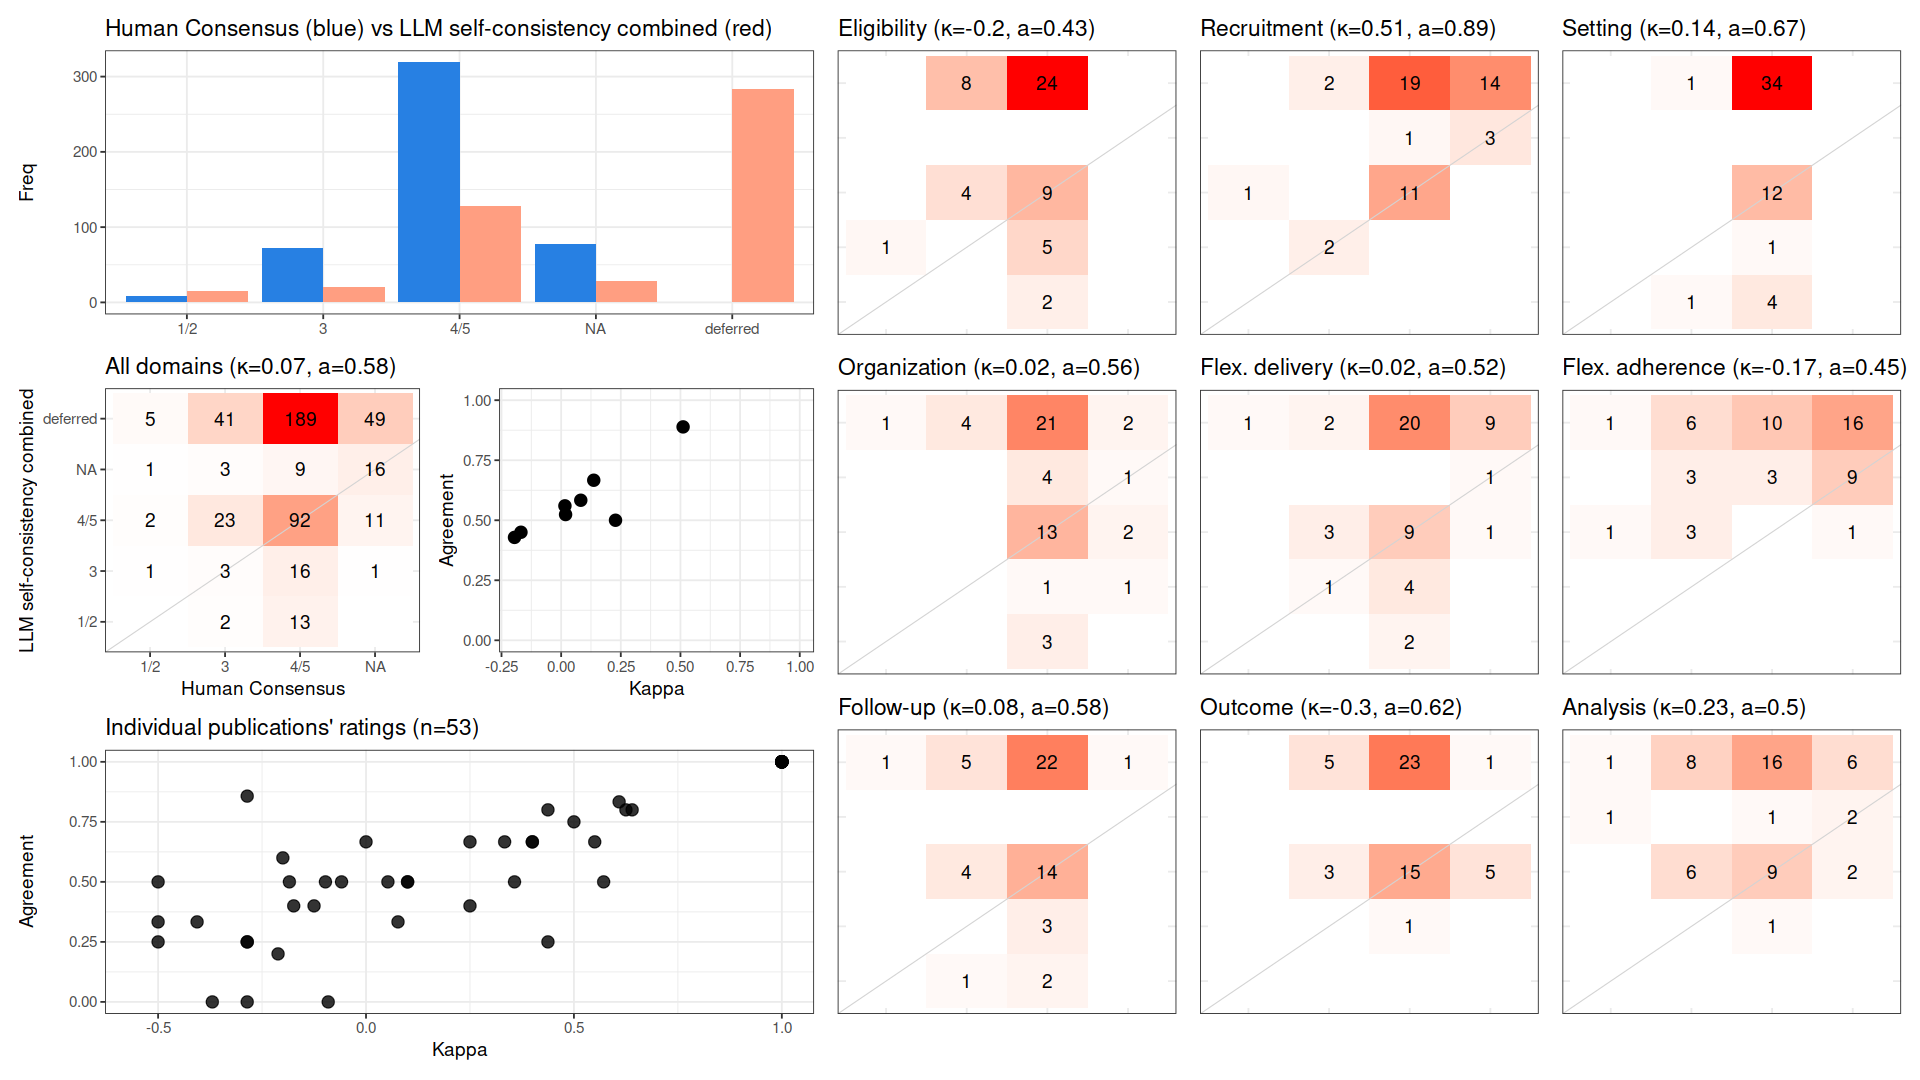 Human Consensus (blue) vs LLM self-consistency combined (red)
Freq
300
200
100
0
1/2 3 4/5 NA deferred
Eligibility (κ=-0.2, a=0.43)
8 24
4 9
1 5
2
Recruitment (κ=0.51, a=0.89)
2 19 14
1 3
1 11
2
Setting (κ=0.14, a=0.67)
1 34
12
1
1 4
All domains (κ=0.07, a=0.58)
LLM self-consistency combined
deferred 5 41 189 49
NA 1 3 9 16
4/5 2 23 92 11
3 1 3 16 1
1/2 2 13
1/2 3 4/5 NA
Human Consensus
Agreement
1.00
0.75
0.50
0.25
0.00
-0.25 0.00 0.25 0.50 0.75 1.00
Kappa
Organization (κ=0.02, a=0.56)
1 4 21 2
4 1
13 2
1 1
3
Flex. delivery (κ=0.02, a=0.52)
1 2 20 9
1
3 9 1
1 4
2
Flex. adherence (κ=-0.17, a=0.45)
1 6 10 16
3 3 9
1 3 1
Individual publications' ratings (n=53)
Agreement
1.00
0.75
0.50
0.25
0.00
-0.5 0.0 0.5 1.0
Kappa
Follow-up (κ=0.08, a=0.58)
1 5 22 1
4 14
3
1 2
Outcome (κ=-0.3, a=0.62)
5 23 1
3 15 5
1
Analysis (κ=0.23, a=0.5)
1 8 16 6
1 1 2
6 9 2
1